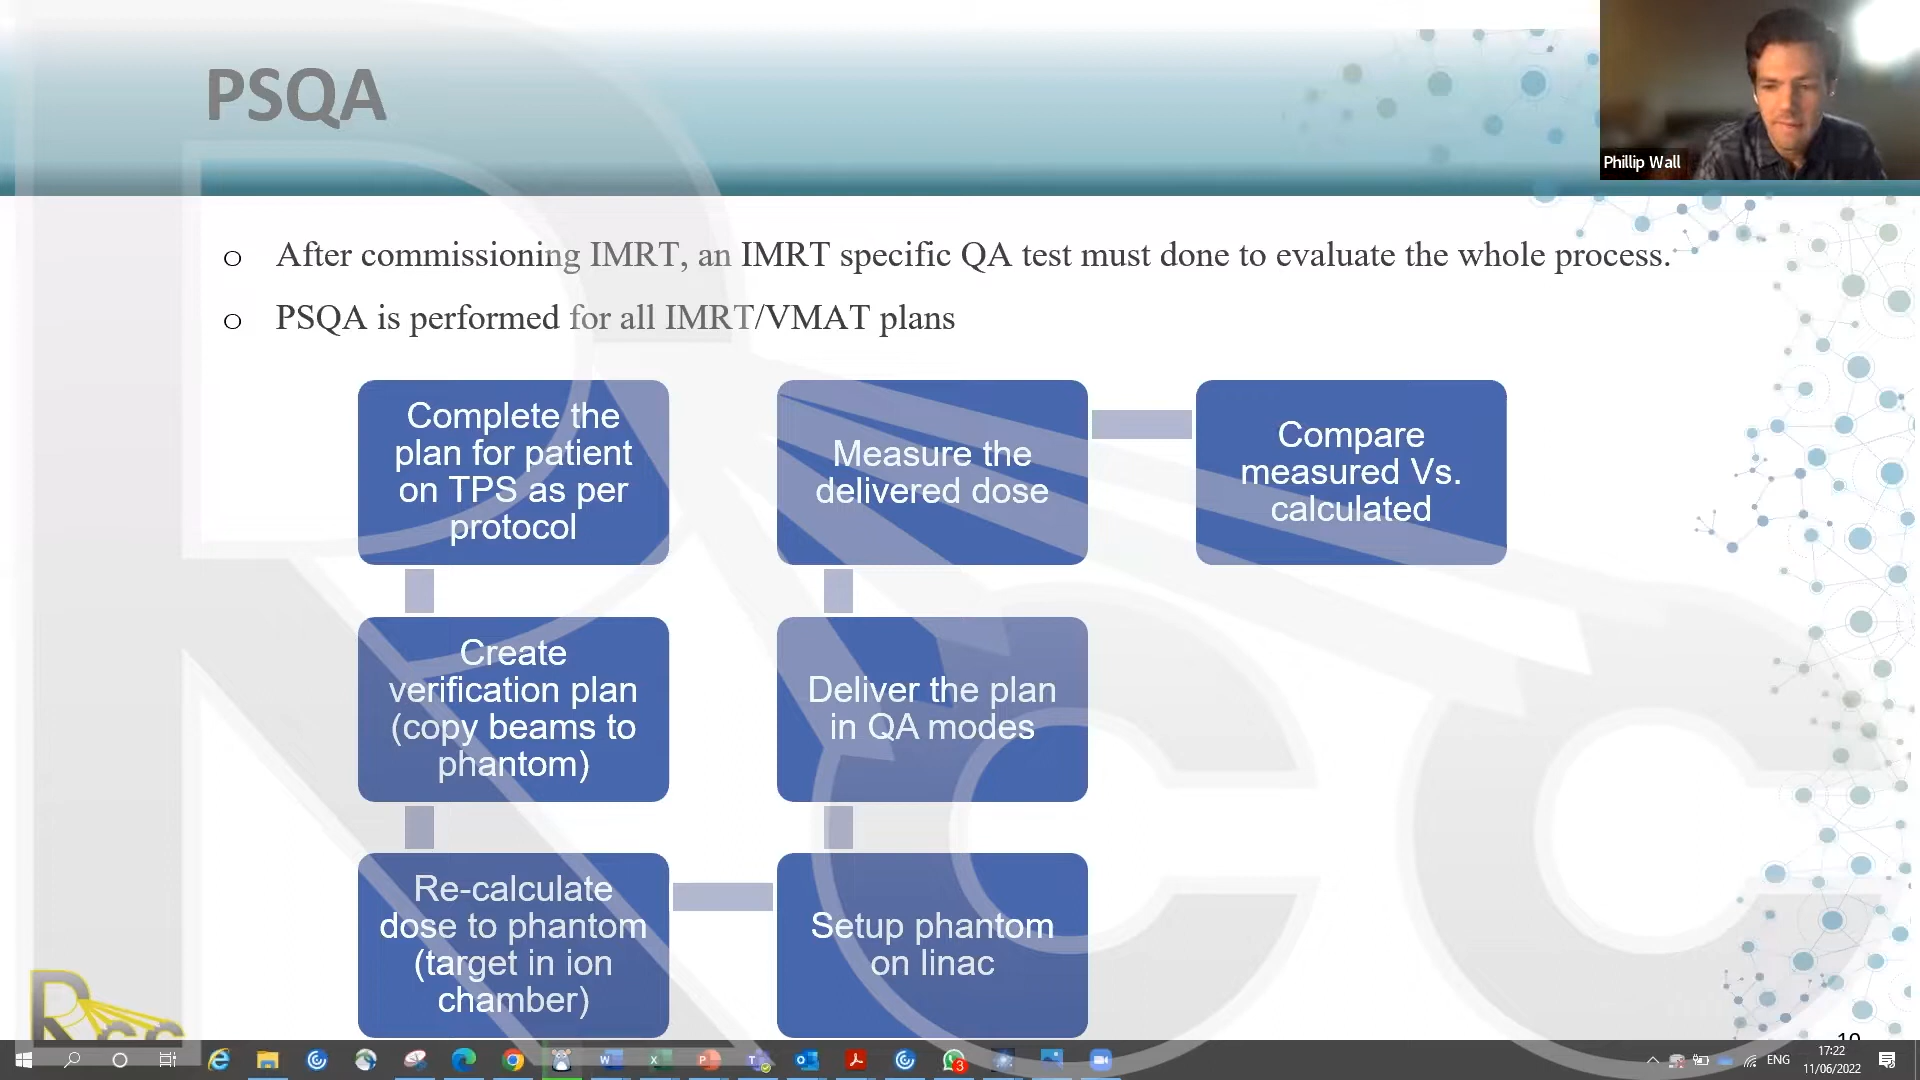 PSQA
Phillip Wall
After commissioning IMRT, an IMRT specific QA test must done to evaluate the whole process.
PSQA is performed for all IMRT/VMAT plans
Complete the
plan for patient
on TPS as per
protocol
Create
verification plan
(copy beams to
phantom)
Re-calculate
dose to phantom
(target in ion
chamber)
Setup phantom
on linac
Deliver the plan
in QA modes
Measure the
delivered dose
Compare
measured Vs.
calculated
RCC
19
ENG
17:22
11/06/2022
3